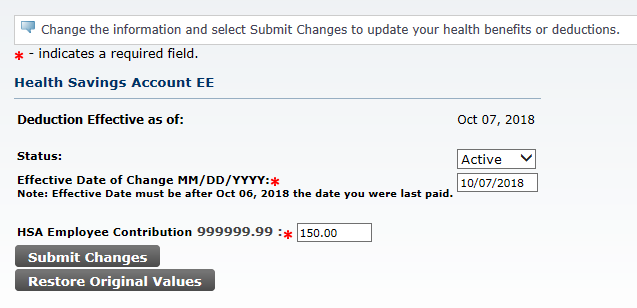 Change the information and select Submit Changes to update your health benefits or deductions.
* - indicates a required field.
Health Savings Account EE
Deduction Effective as of: Oct 07, 2018
Status: Active
Effective Date of Change MM/DD/YYYY:* 10/07/2018
Note: Effective Date must be after Oct 06, 2018 the date you were last paid.
HSA Employee Contribution 999999.99 :* 150.00
Submit Changes
Restore Original Values